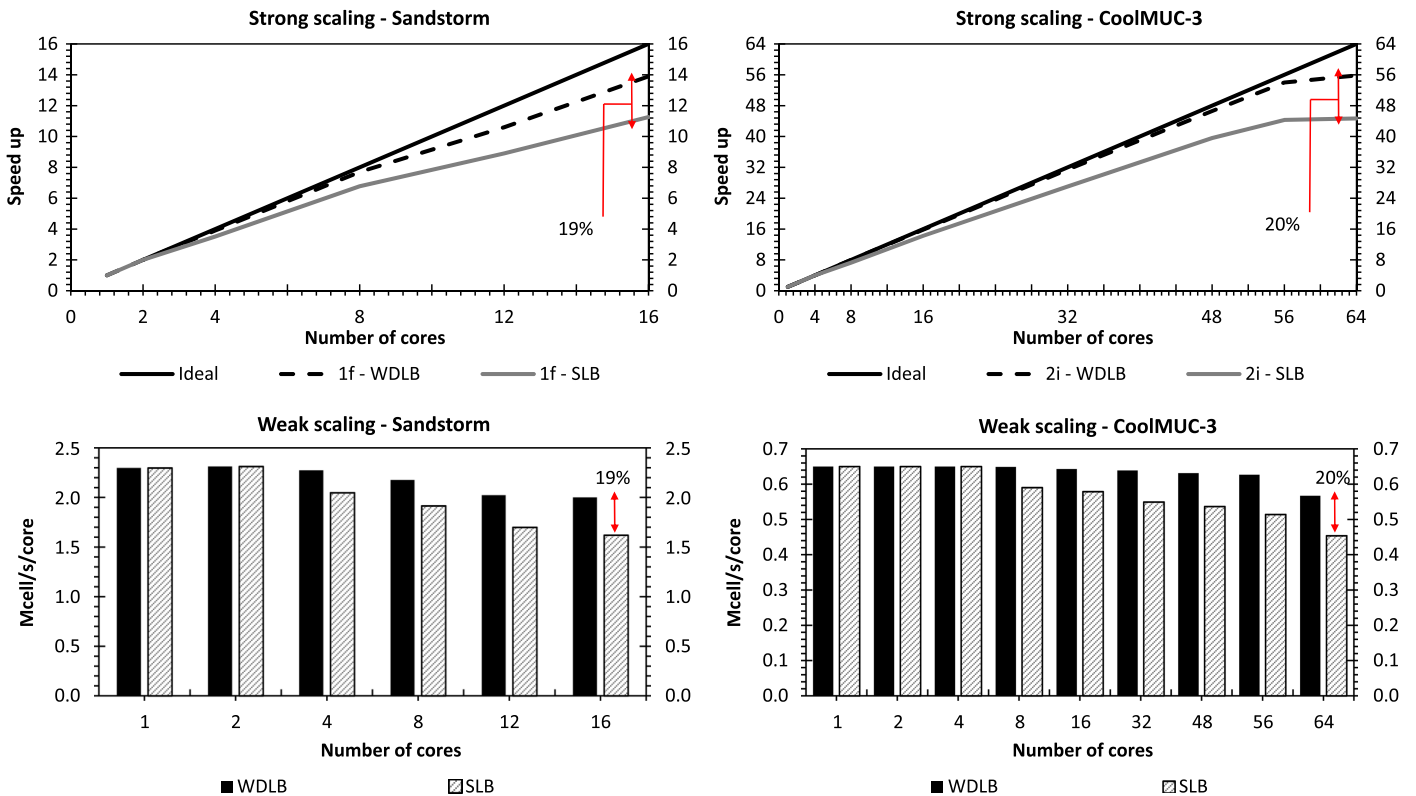 Strong scaling - Sandstorm
Speed up
16 14 12 10 8 6 4 2 0
16 14 12 10 8 6 4 2 0
19%
0 2 4 8 12 16
Number of cores
Ideal 1f - WDLB 1f - SLB
Strong scaling - CoolMUC-3
Speed up
64 56 48 40 32 24 16 8 0
64 56 48 40 32 24 16 8 0
20%
0 4 8 16 32 48 56 64
Number of cores
Ideal 2i - WDLB 2i - SLB
Weak scaling - Sandstorm
Mcell/s/core
2.5 2.0 1.5 1.0 0.5 0.0
2.5 2.0 1.5 1.0 0.5 0.0
19%
1 2 4 8 12 16
Number of cores
WDLB SLB
Weak scaling - CoolMUC-3
Mcell/s/core
0.7 0.6 0.5 0.4 0.3 0.2 0.1 0.0
0.7 0.6 0.5 0.4 0.3 0.2 0.1 0.0
20%
1 2 4 8 16 32 48 56 64
Number of cores
WDLB SLB